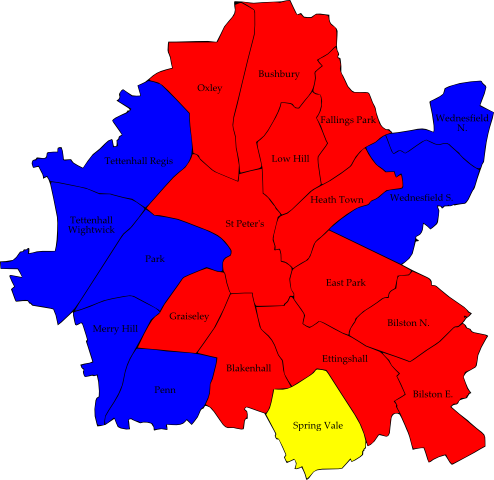 Bushbury
Oxley
Fallings Park
Wednesfield
N.
Tettenhall Regis
Low Hill
Wednesfield S.
Heath Town
Tettenhall
Wightwick
St Peter's
Park
East Park
Graiseley
Bilston N.
Merry Hill
Ettingshall
Blakenhall
Penn
Bilston E.
Spring Vale